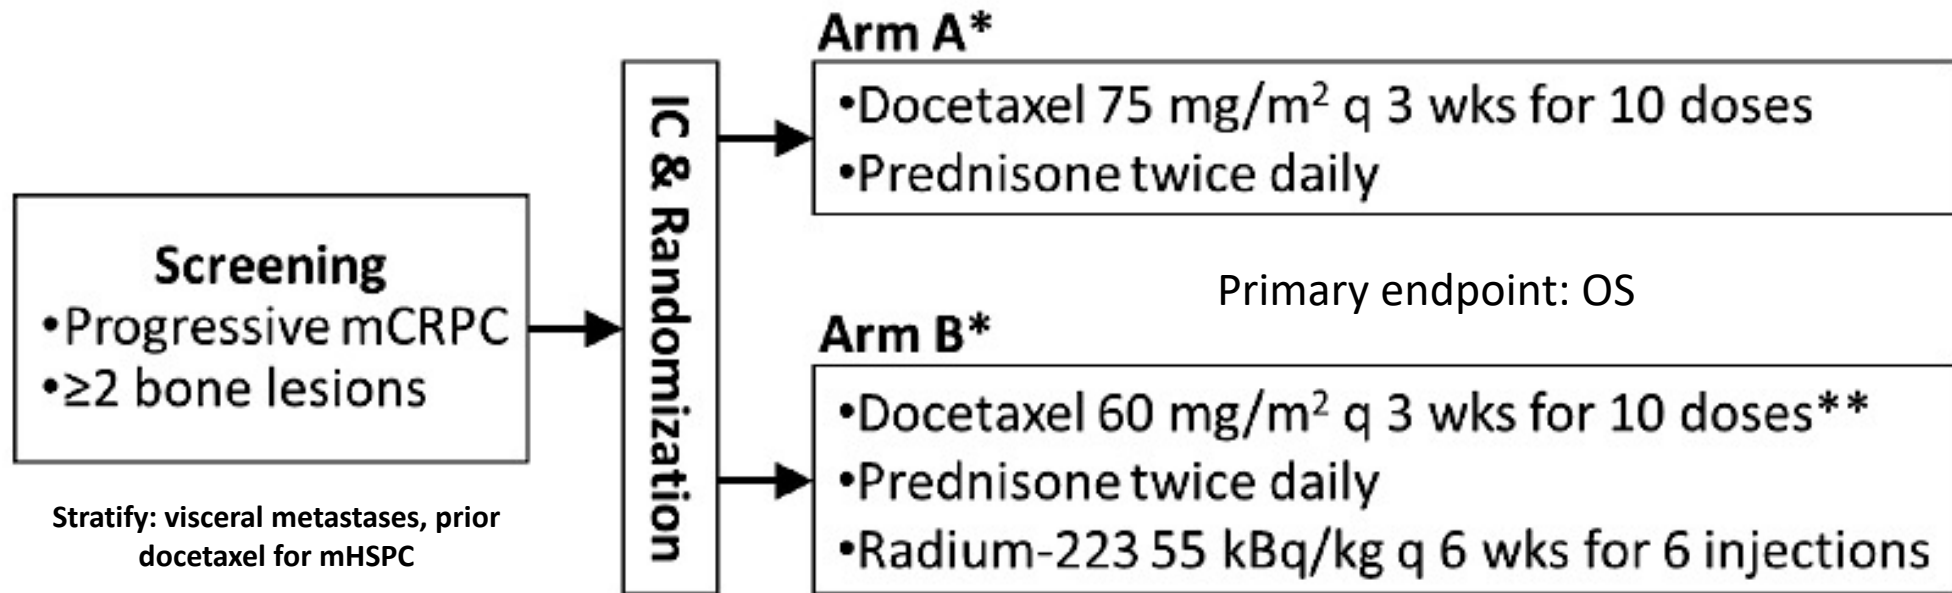 Screening
•Progressive mCRPC
•≥2 bone lesions
Stratify: visceral metastases, prior
docetaxel for mHSPC
IC & Randomization
Arm A*
•Docetaxel 75 mg/m² q 3 wks for 10 doses
•Prednisone twice daily
Primary endpoint: OS
Arm B*
•Docetaxel 60 mg/m² q 3 wks for 10 doses**
•Prednisone twice daily
•Radium-223 55 kBq/kg q 6 wks for 6 injections